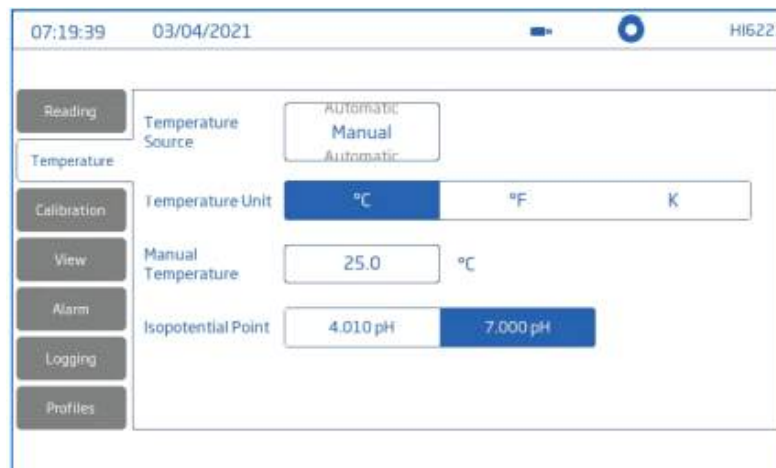 07:19:39 03/04/2021 HI622
Reading
Temperature
Calibration
View
Alarm
Logging
Profiles
Temperature
Source
Automatic
Manual
Automatic
Temperature Unit °C °F K
Manual
Temperature
25.0 °C
Isopotential Point 4.010 pH 7.000 pH